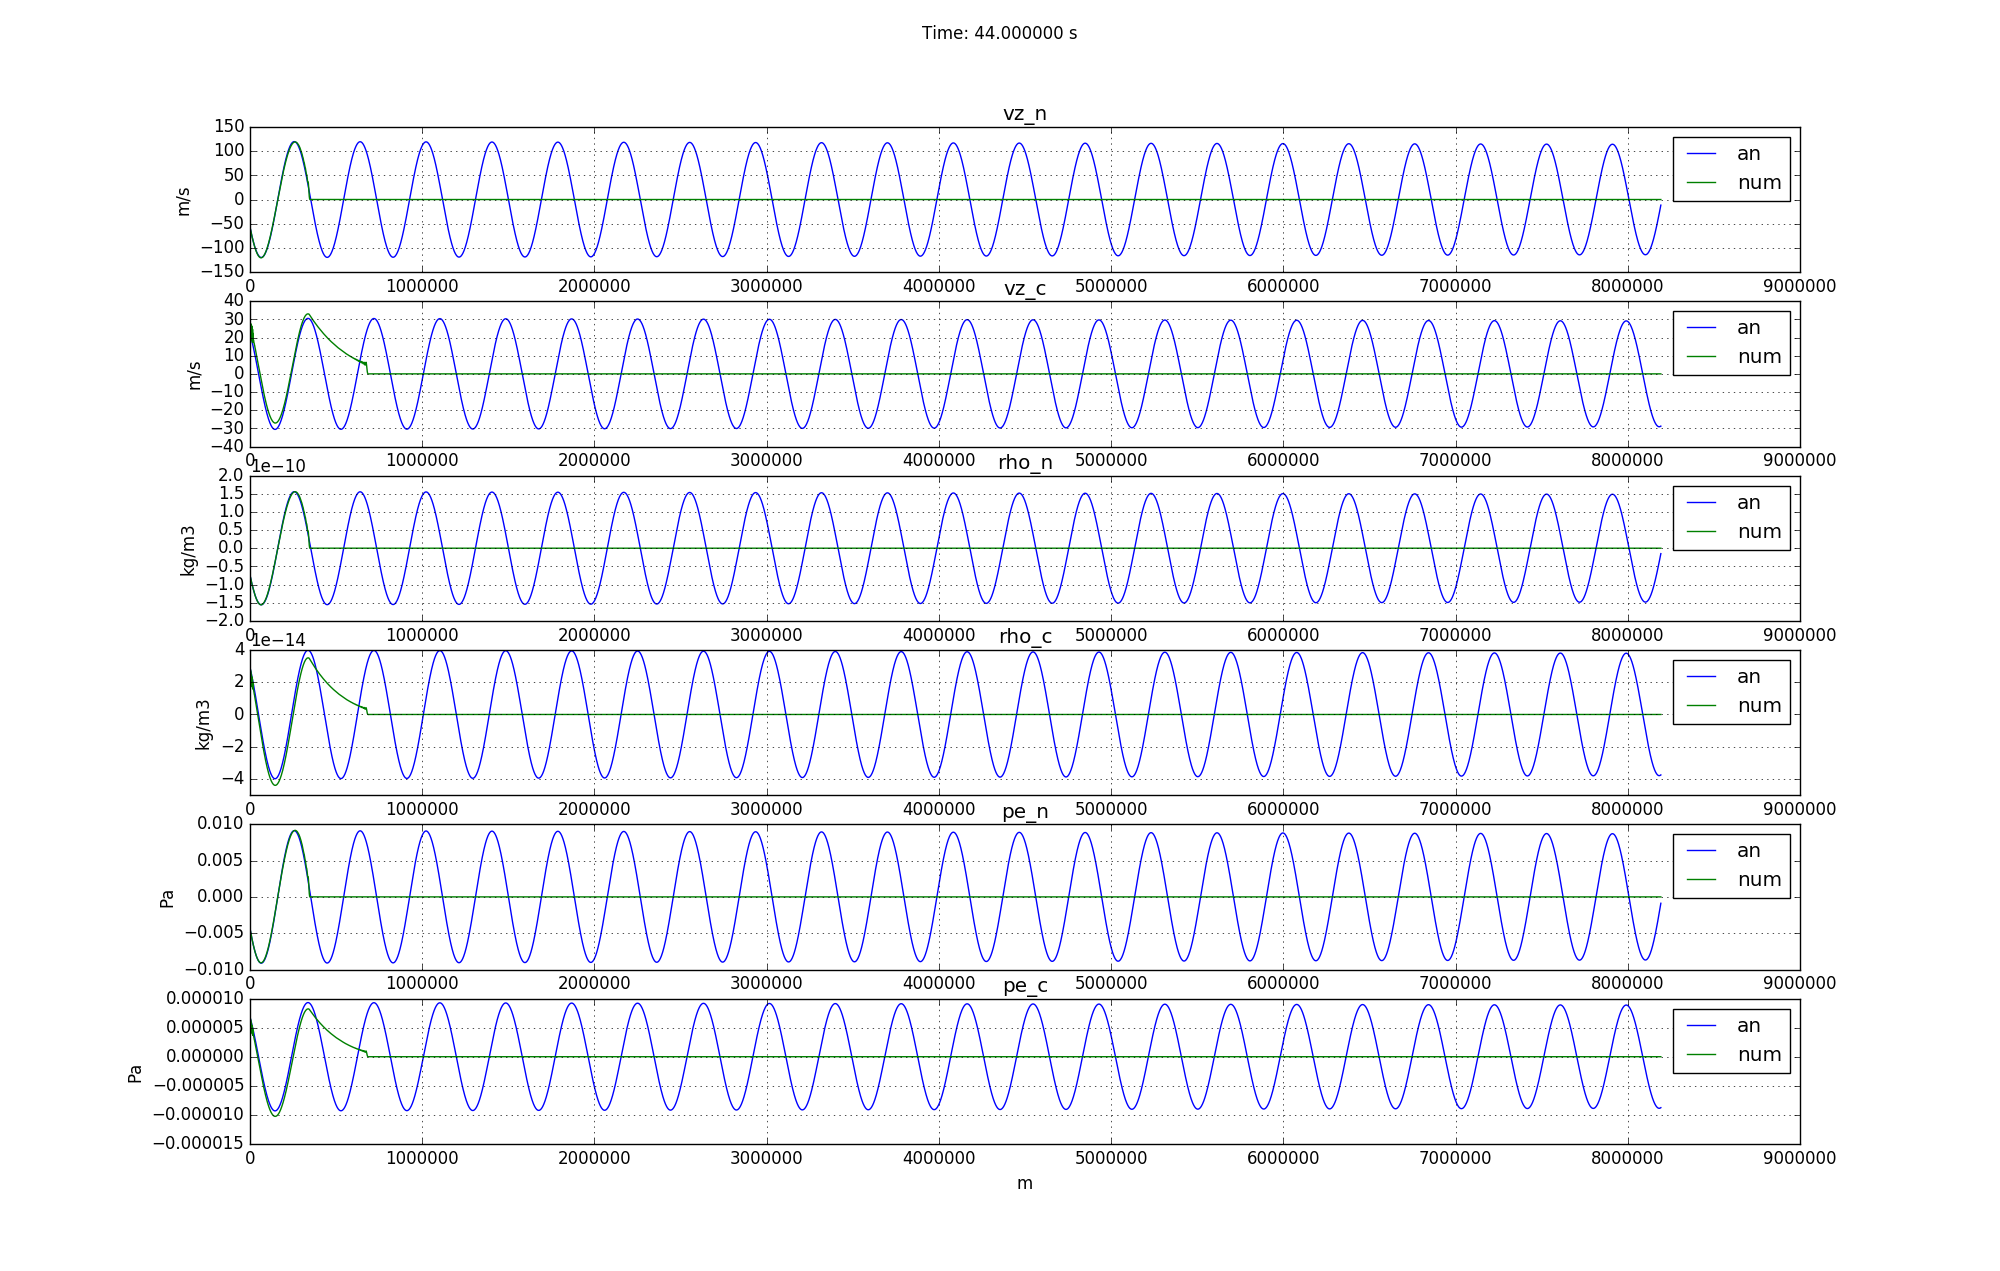 Time: 44.000000 s
vz_n
150
100
50
0
−50
−100
−150
m/s
an
num
0 1000000 2000000 3000000 4000000 5000000 6000000 7000000 8000000 9000000
vz_c
40
30
20
10
0
−10
−20
−30
−40
m/s
an
num
0 1000000 2000000 3000000 4000000 5000000 6000000 7000000 8000000 9000000
1e−10
rho_n
2.0
1.5
1.0
0.5
0.0
−0.5
−1.0
−1.5
−2.0
kg/m3
an
num
0 1000000 2000000 3000000 4000000 5000000 6000000 7000000 8000000 9000000
1e−14
rho_c
4
2
0
−2
−4
kg/m3
an
num
0 1000000 2000000 3000000 4000000 5000000 6000000 7000000 8000000 9000000
pe_n
0.010
0.005
0.000
−0.005
−0.010
Pa
an
num
0 1000000 2000000 3000000 4000000 5000000 6000000 7000000 8000000 9000000
pe_c
0.000010
0.000005
0.000000
−0.000005
−0.000010
−0.000015
Pa
an
num
0 1000000 2000000 3000000 4000000 5000000 6000000 7000000 8000000 9000000
m